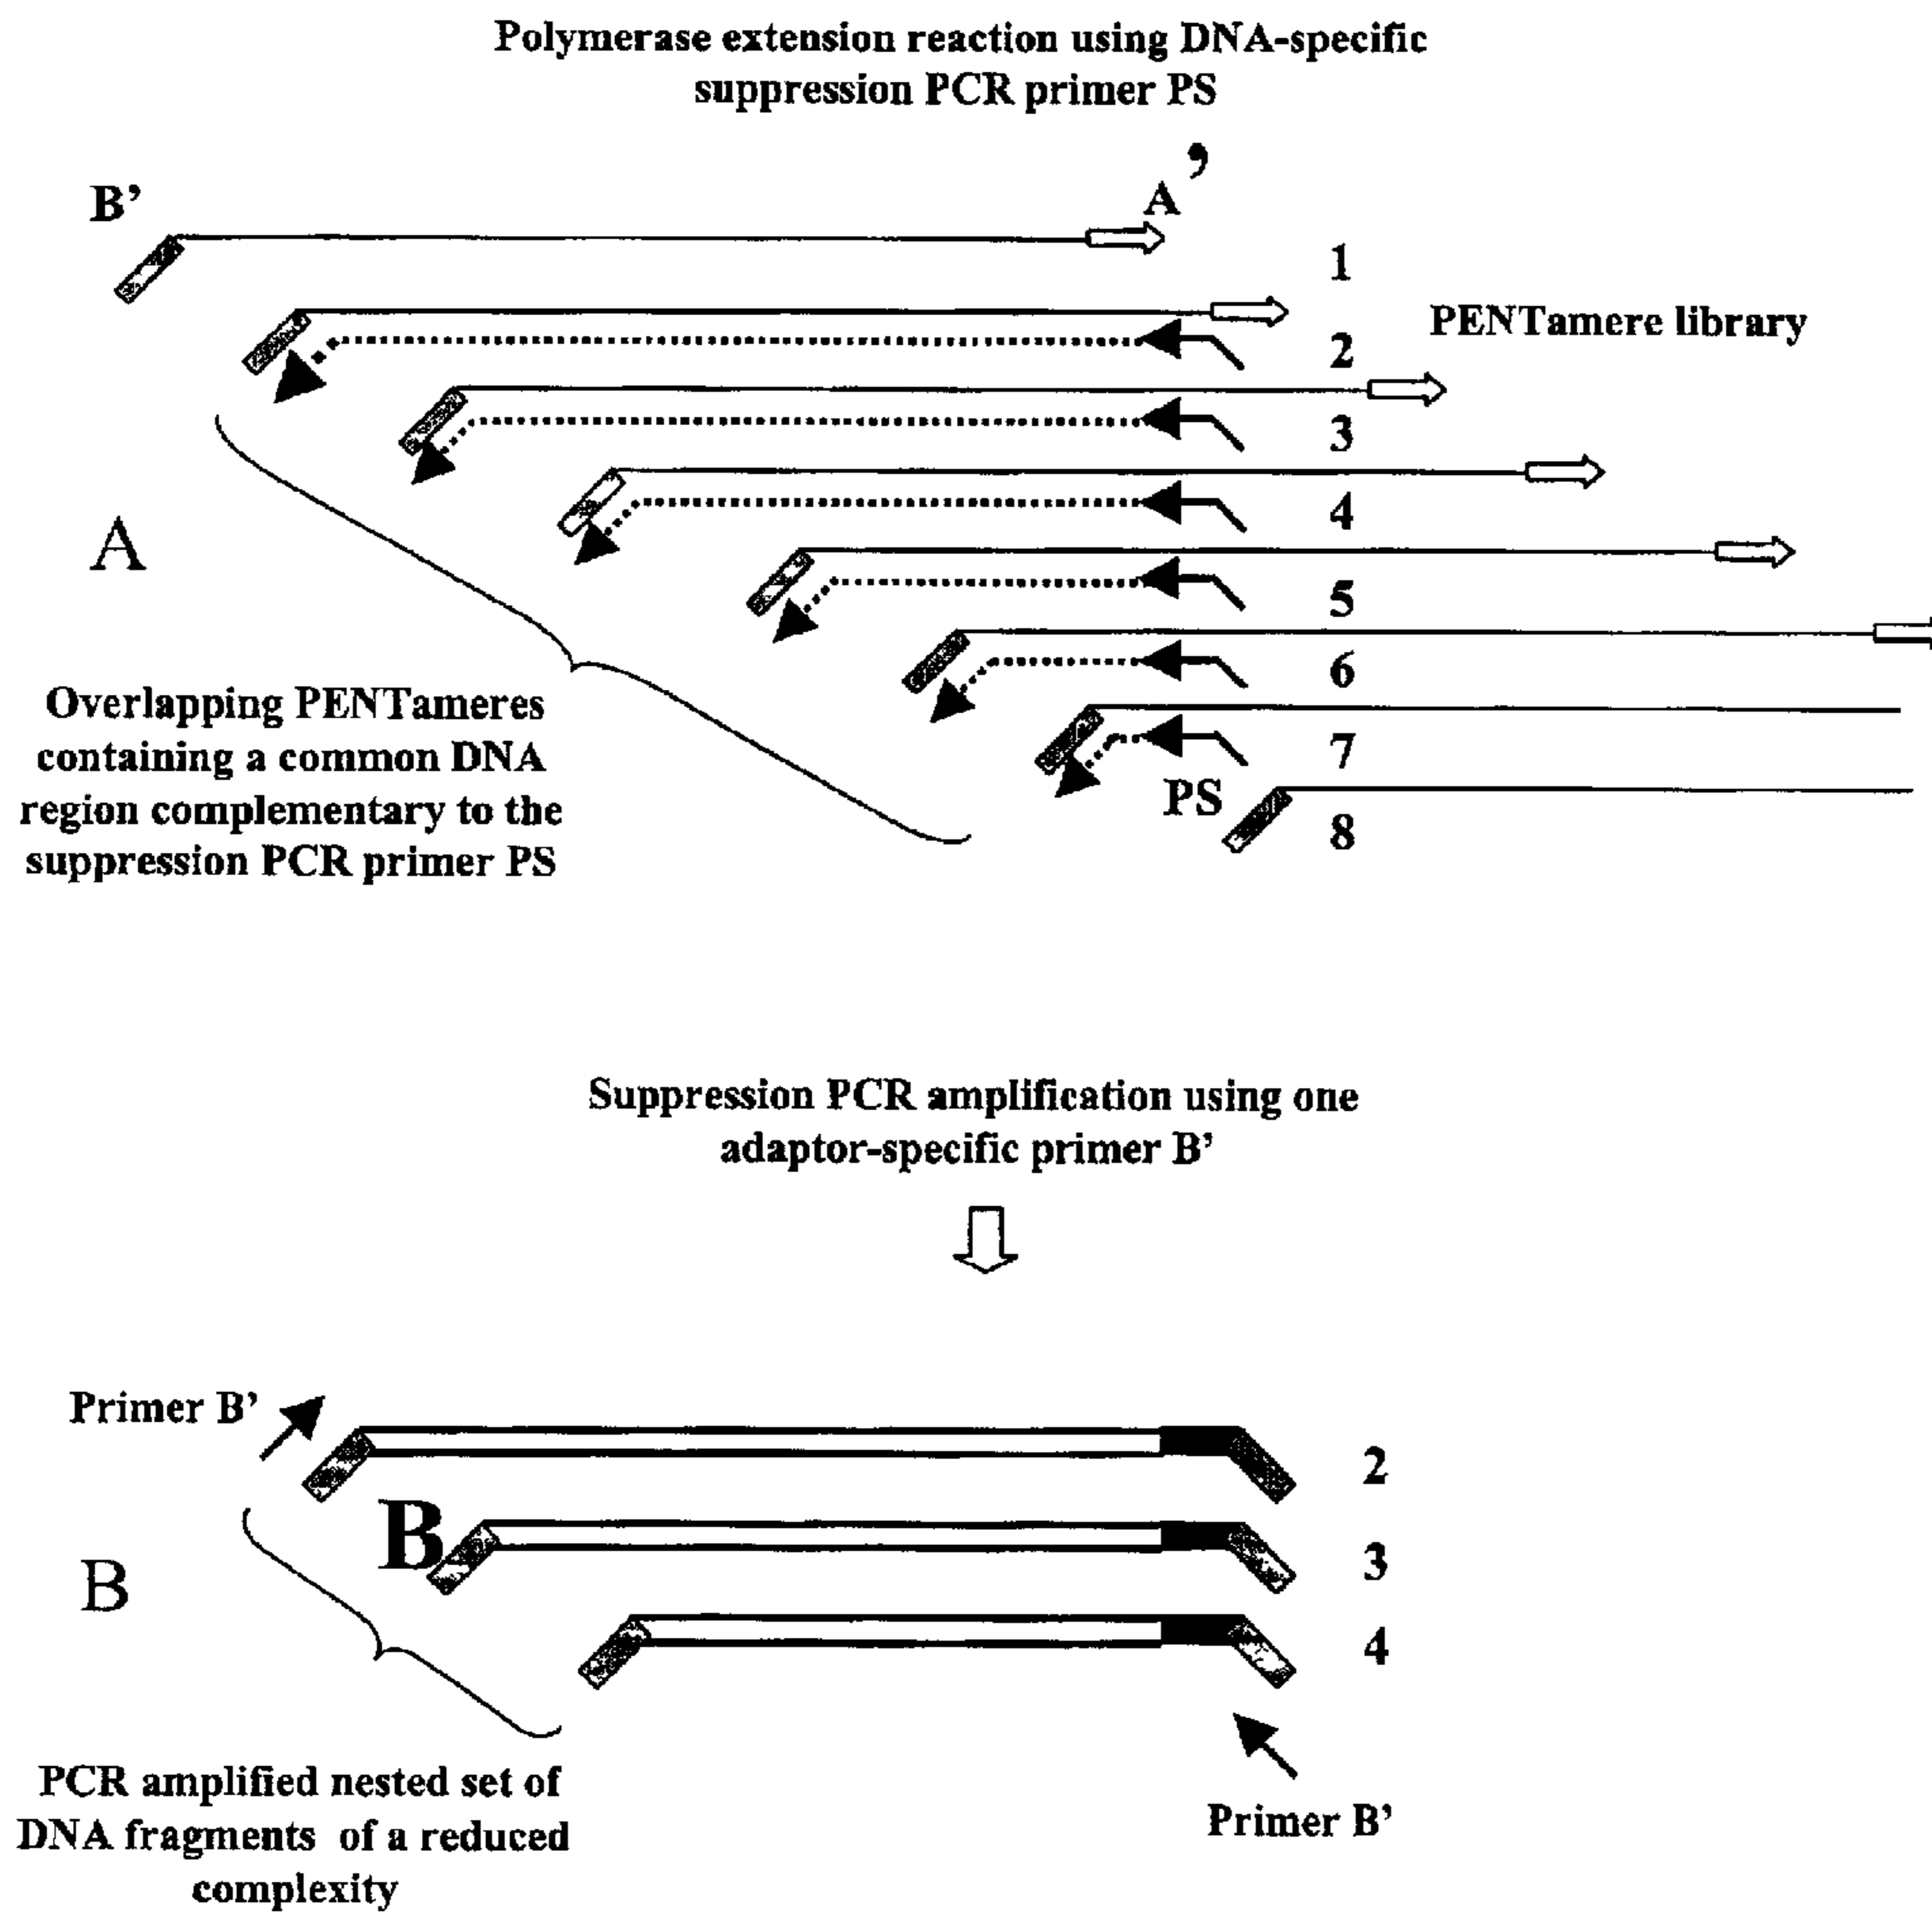 Polymerase extension reaction using DNA-specific
suppression PCR primer PS
B’
A’
1
PENTamere library
2
3
4
A
5
6
Overlapping PENTameres
containing a common DNA
region complementary to the
suppression PCR primer PS
7
PS
8
Suppression PCR amplification using one
adaptor-specific primer B’
Primer B’
2
B
3
B
4
PCR amplified nested set of
DNA fragments of a reduced
complexity
Primer B’